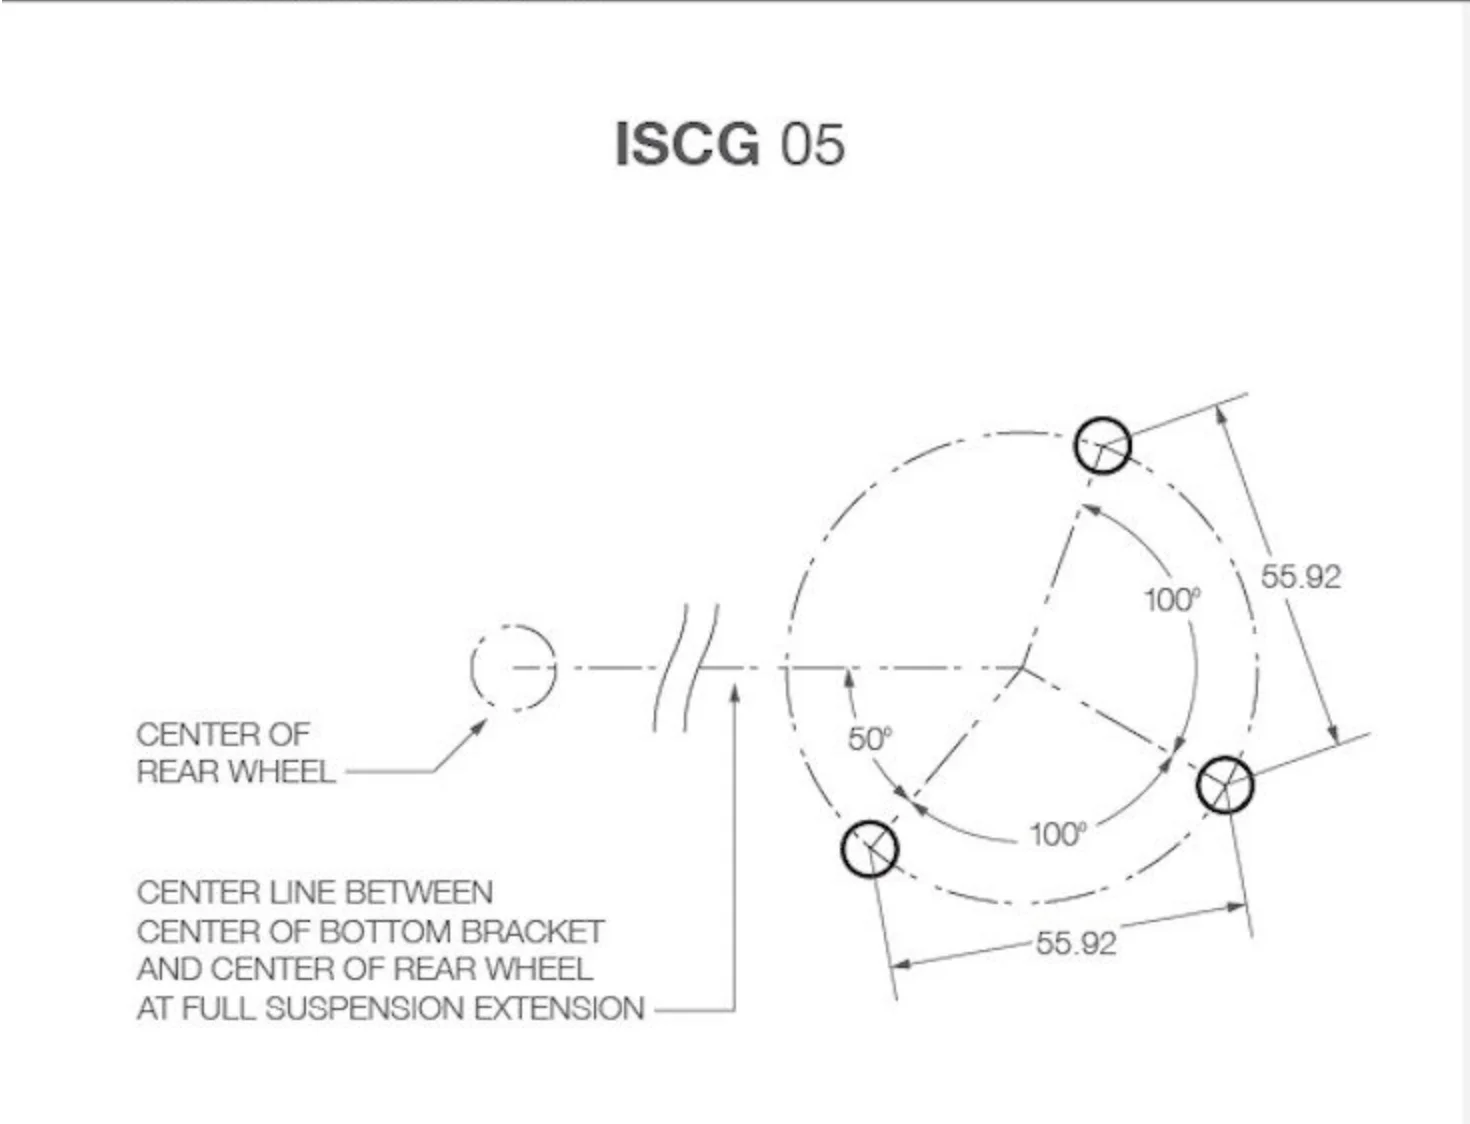 ISCG 05
55.92
100°
CENTER OF
REAR WHEEL
50°
100°
CENTER LINE BETWEEN
CENTER OF BOTTOM BRACKET
AND CENTER OF REAR WHEEL
AT FULL SUSPENSION EXTENSION
55.92